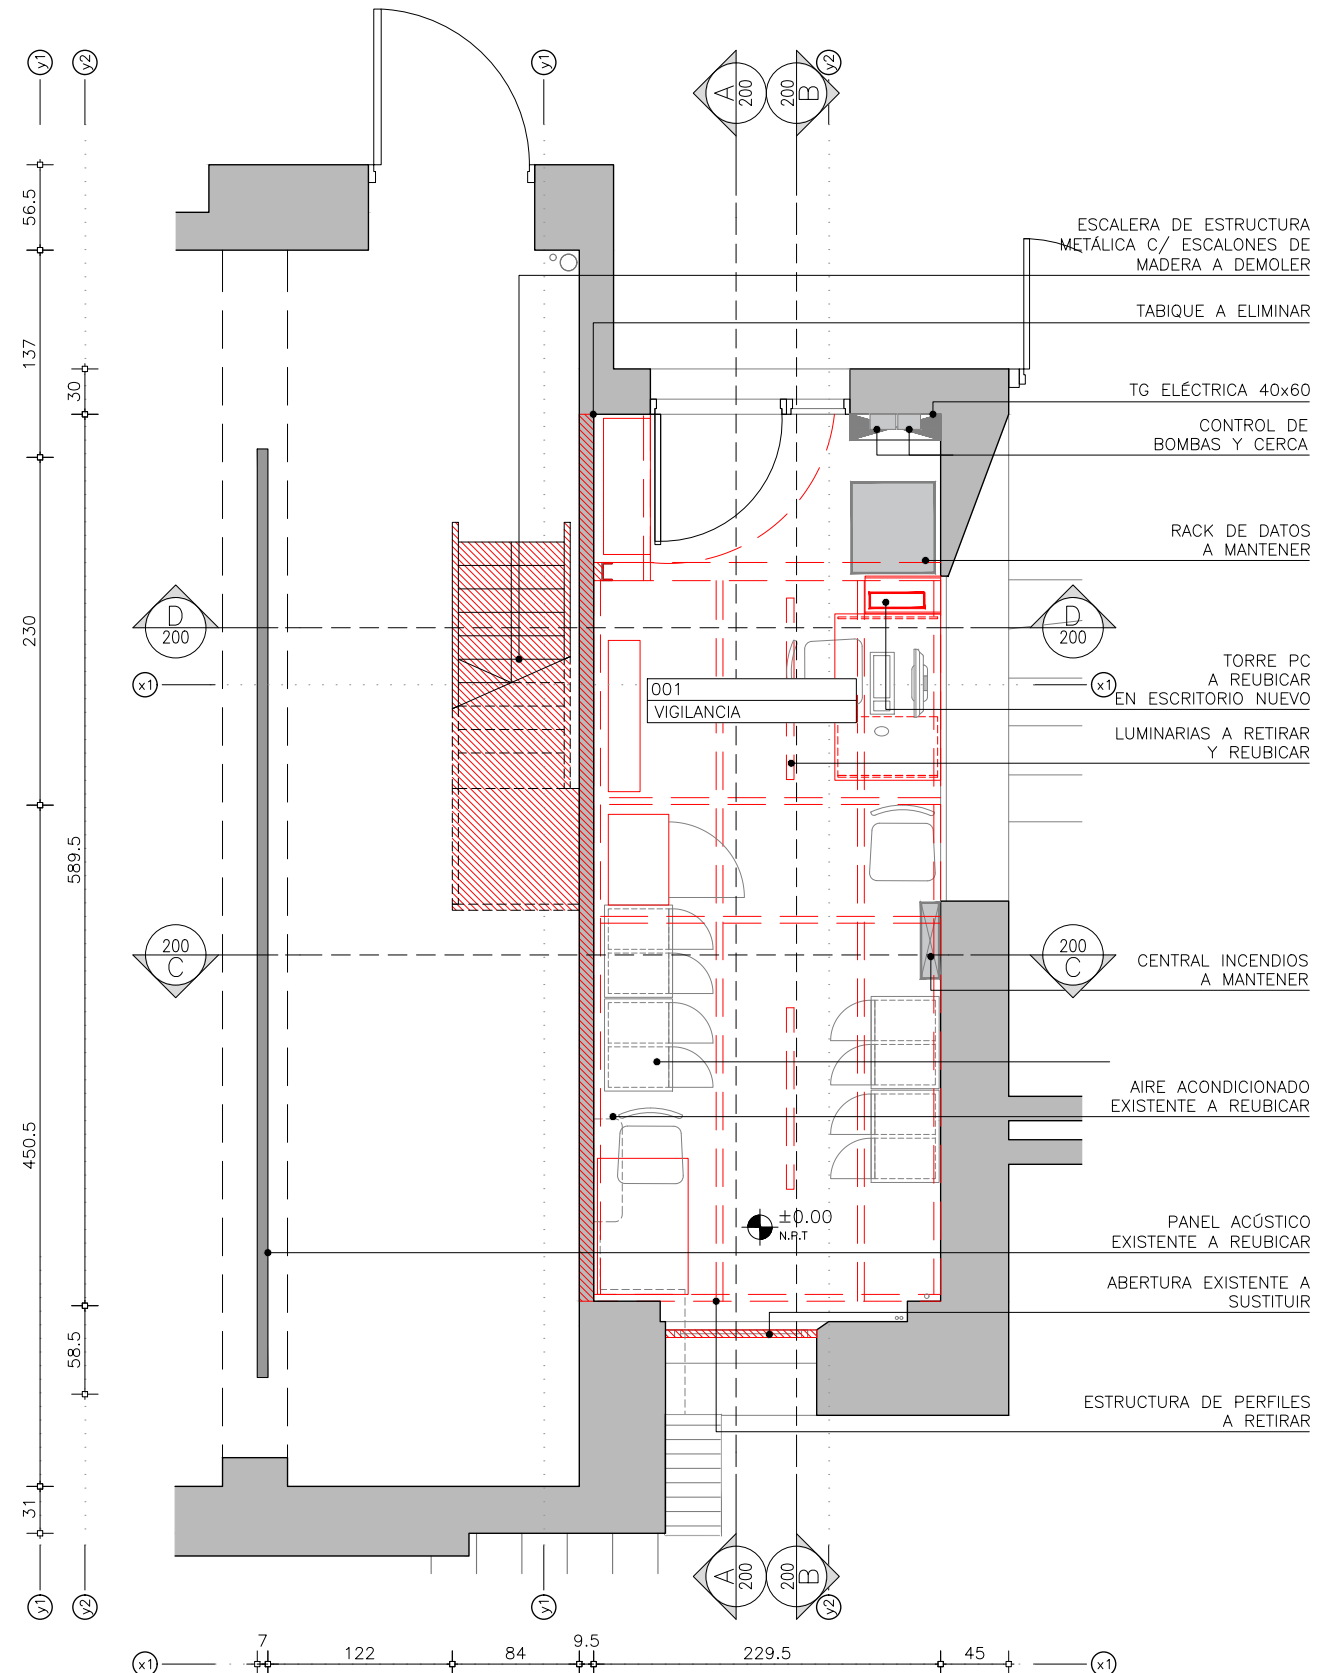 y1
y2
y1
A
200
200
B
y2
56.5
137
30
230
589.5
450.5
58.5
31
ESCALERA DE ESTRUCTURA
METÁLICA C/ ESCALONES DE
MADERA A DEMOLER
TABIQUE A ELIMINAR
TG ELÉCTRICA 40x60
CONTROL DE
BOMBAS Y CERCA
RACK DE DATOS
A MANTENER
D
200
D
200
x1
x1
001
VIGILANCIA
TORRE PC
A REUBICAR
EN ESCRITORIO NUEVO
LUMINARIAS A RETIRAR
Y REUBICAR
200
C
200
C
CENTRAL INCENDIOS
A MANTENER
AIRE ACONDICIONADO
EXISTENTE A REUBICAR
±0.00
N.P.T
PANEL ACÚSTICO
EXISTENTE A REUBICAR
ABERTURA EXISTENTE A
SUSTITUIR
ESTRUCTURA DE PERFILES
A RETIRAR
A
200
200
B
y1
y2
y1
y2
x1
7
122
84
9.5
229.5
45
x1